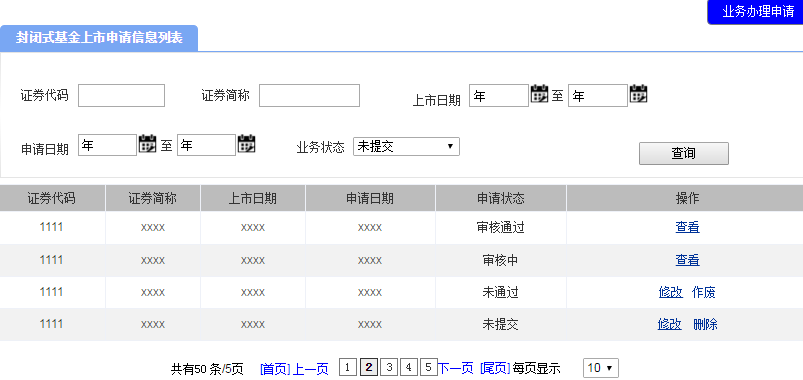 业务办理申请
封闭式基金上市申请信息列表
证券代码 证券简称 上市日期 年 至 年
申请日期 年 至 年 业务状态 未提交 查询
证券代码 证券简称 上市日期 申请日期 申请状态 操作
1111 xxxx xxxx xxxx 审核通过 查看
1111 xxxx xxxx xxxx 审核中 查看
1111 xxxx xxxx xxxx 未通过 修改 作废
1111 xxxx xxxx xxxx 未提交 修改 删除
共有50 条/5页 [首页] 上一页 1 2 3 4 5 下一页 [尾页] 每页显示 10